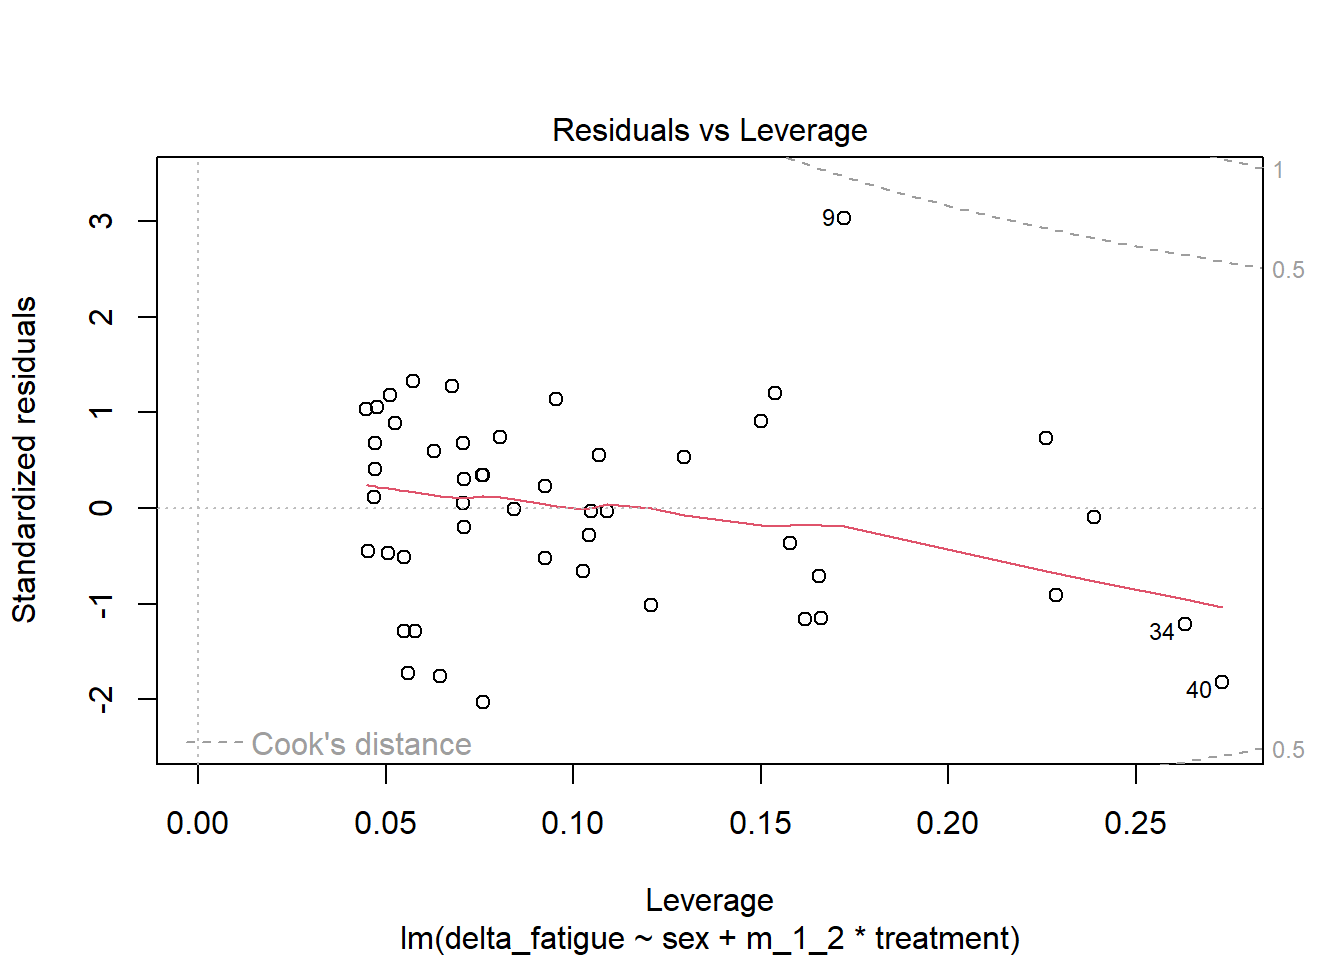 Residuals vs Leverage
1
9
3
0.5
2
1
0
-1
34
-2
40
Cook's distance
0.5
Standardized residuals
0.00 0.05 0.10 0.15 0.20 0.25
Leverage
lm(delta_fatigue ~ sex + m_1_2 * treatment)